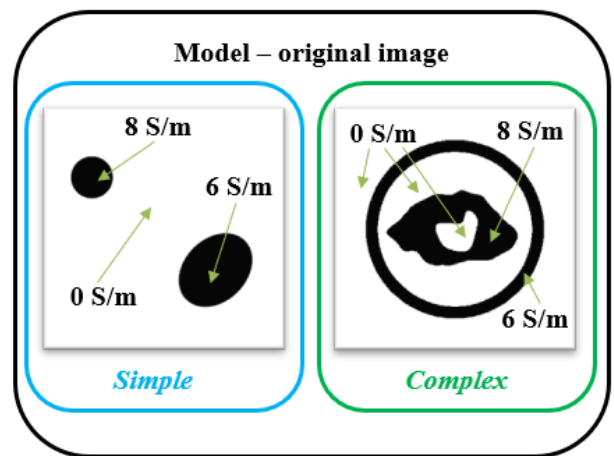 Model – original image
8 S/m
6 S/m
0 S/m
Simple
0 S/m
8 S/m
6 S/m
Complex